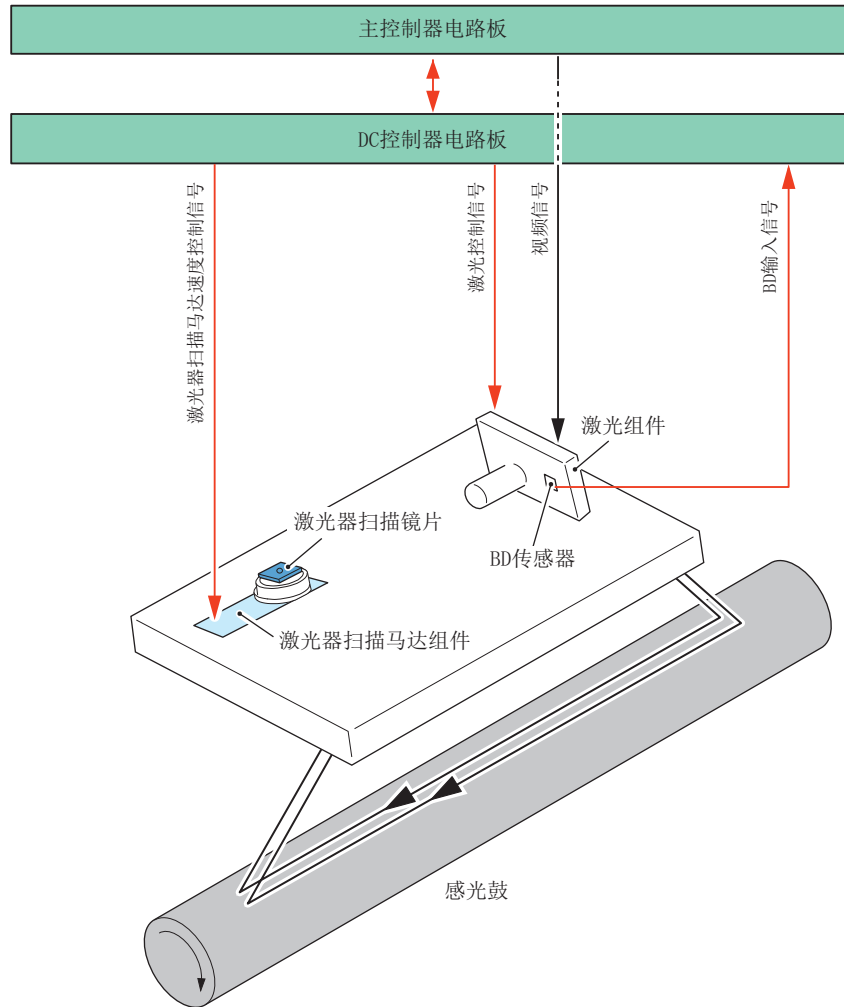 主控制器电路板
DC控制器电路板
激光器扫描马达速度控制信号
激光控制信号
视频信号
BD输入信号
激光组件
激光器扫描镜片
BD传感器
激光器扫描马达组件
感光鼓